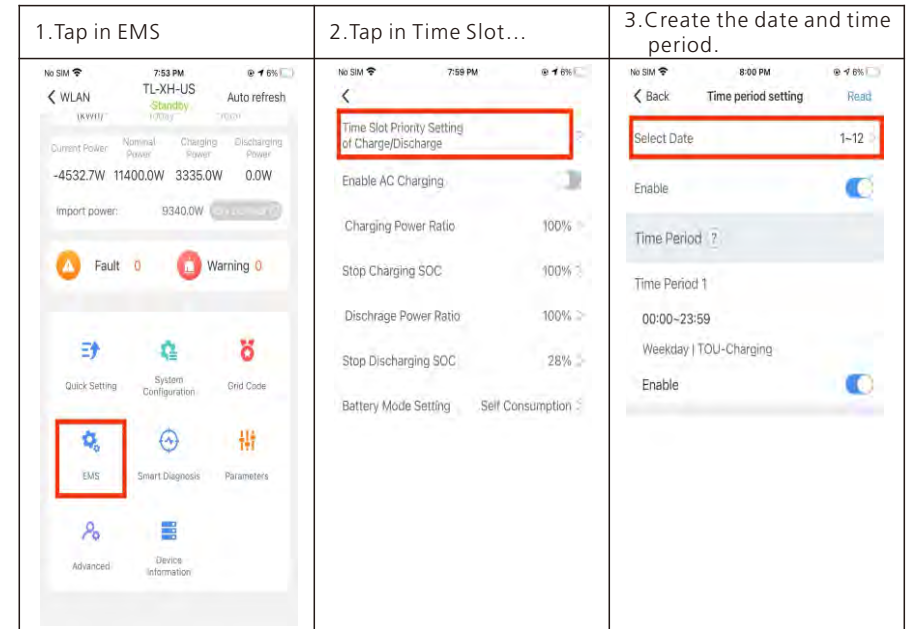 1.Tap in EMS
2.Tap in Time Slot...
3.Create the date and time
period.
No SIM
7:53 PM
6%
WLAN
TL-XH-US
Standby
Auto refresh
Current Power
Nominal
Power
Charging
Power
Discharging
Power
-4532.7W
11400.0W
3335.0W
0.0W
Import power:
9340.0W
Fault
0
Warning
0
Quick Setting
System
Configuration
Grid Code
EMS
Smart Diagnosis
Parameters
Advanced
Device
Information
No SIM
7:59 PM
6%
Time Slot Priority Setting
of Charge/Discharge
Enable AC Charging
Charging Power Ratio
100%
Stop Charging SOC
100%
Dischrage Power Ratio
100%
Stop Discharging SOC
28%
Battery Mode Setting
Self Consumption
No SIM
8:00 PM
6%
Back
Time period setting
Read
Select Date
1~12
Enable
Time Period ?
Time Period 1
00:00~23:59
Weekday | TOU-Charging
Enable